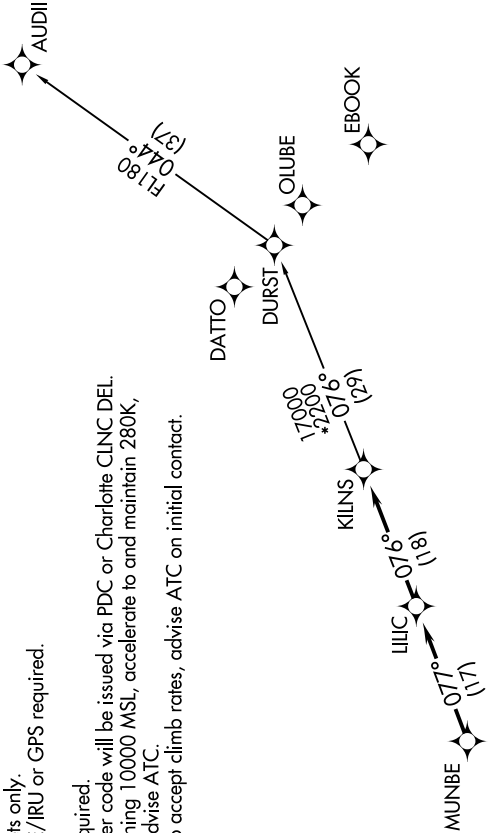 ts only.
E/IRU or GPS required.
quired.
er code will be issued via PDC or Charlotte CLNC DEL.
ning 10000 MSL, accelerate to and maintain 280K,
dvise ATC.
o accept climb rates, advise ATC on initial contact.
AUDII
FL180
044°
(37)
EBOOK
OLUBE
DURST
DATTO
17000
*2200
076°
(29)
KILNS
076°
(18)
LILIC
077°
(17)
MUNBE